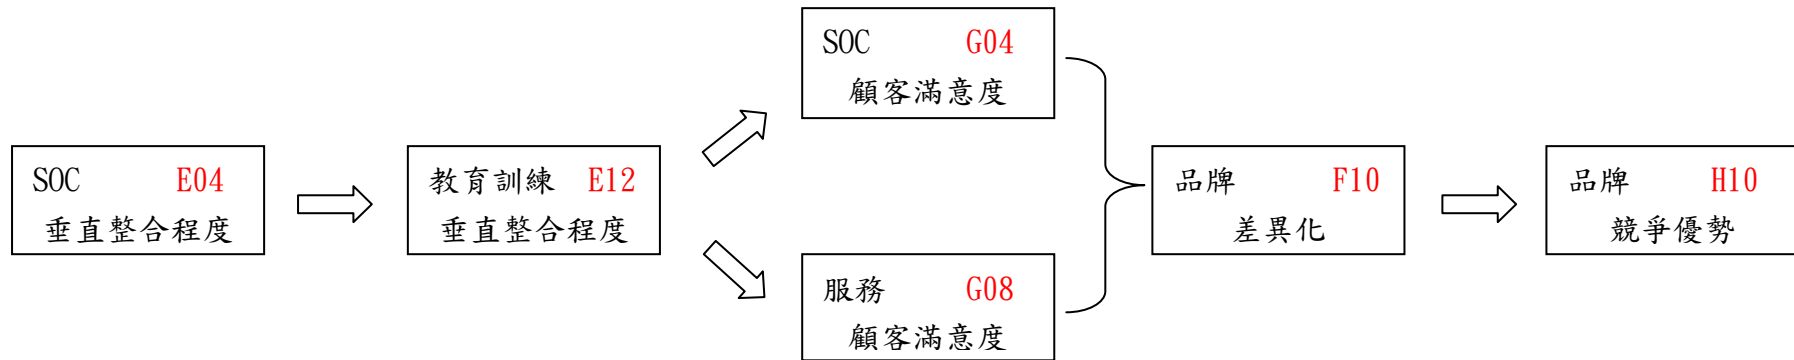 SOC E04
垂直整合程度
教育訓練 E12
垂直整合程度
SOC G04
顧客滿意度
服務 G08
顧客滿意度
品牌 F10
差異化
品牌 H10
競爭優勢